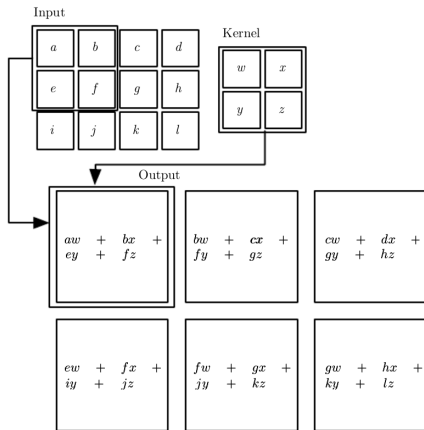 Input
Kernel
a b c d
w x
e f g h
y z
i j k l
Output
aw + bx +
ey + fz
bw + cx +
fy + gz
cw + dx +
gy + hz
ew + fx +
iy + jz
fw + gx +
jy + kz
gw + hx +
ky + lz